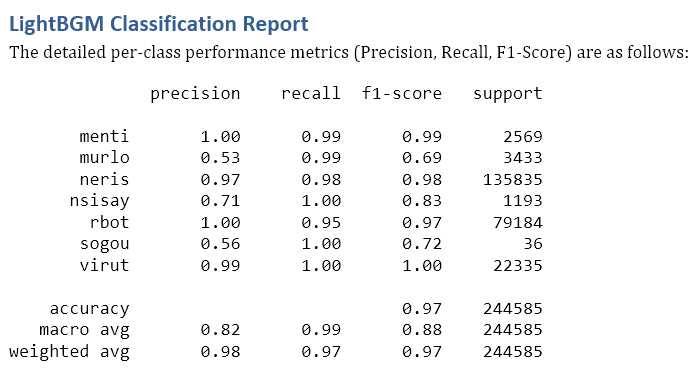 LightBGM Classification Report
The detailed per-class performance metrics (Precision, Recall, F1-Score) are as follows:
precision recall f1-score support
menti 1.00 0.99 0.99 2569
murlo 0.53 0.99 0.69 3433
neris 0.97 0.98 0.98 135835
nsisay 0.71 1.00 0.83 1193
rbot 1.00 0.95 0.97 79184
sogou 0.56 1.00 0.72 36
virut 0.99 1.00 1.00 22335
accuracy 0.97 244585
macro avg 0.82 0.99 0.88 244585
weighted avg 0.98 0.97 0.97 244585